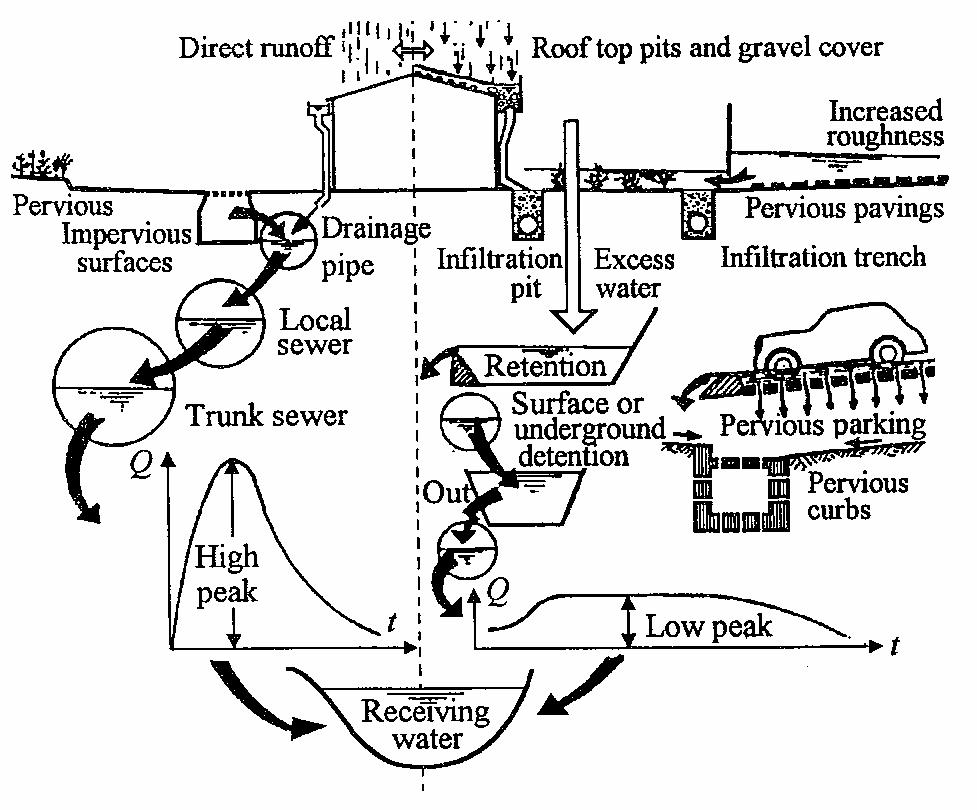 Direct runoff
Roof top pits and gravel cover
Increased
roughness
Pervious
Impervious
surfaces
Drainage
pipe
Infiltration
pit
Excess
water
Pervious pavings
Infiltration trench
Local
sewer
Retention
Trunk sewer
Surface or
underground
detention
Pervious parking
Q
Out
Pervious
curbs
High
peak
t
Q
Low peak
t
Receiving
water